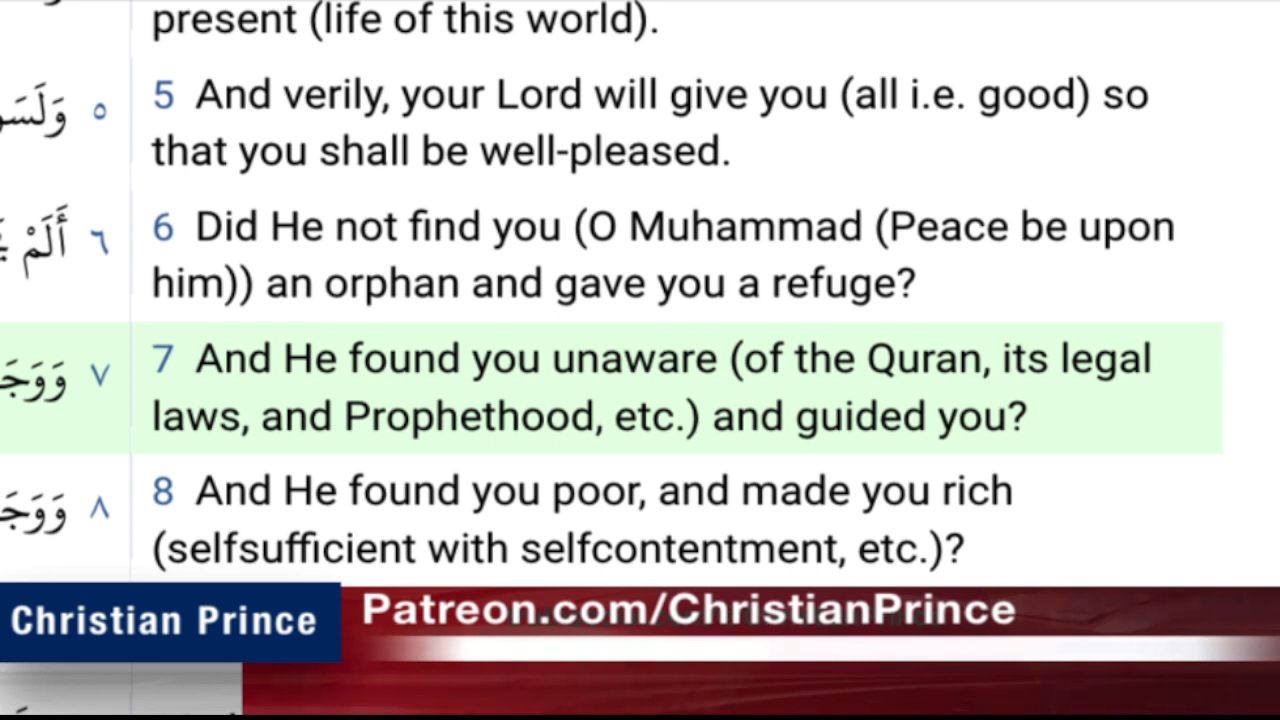 present (life of this world).
وَلَسَو ٥ 5 And verily, your Lord will give you (all i.e. good) so
that you shall be well-pleased.
أَلَمْ ٦ 6 Did He not find you (O Muhammad (Peace be upon
him)) an orphan and gave you a refuge?
وَوَجَ ٧ 7 And He found you unaware (of the Quran, its legal
laws, and Prophethood, etc.) and guided you?
وَوَجَ ٨ 8 And He found you poor, and made you rich
(selfsufficient with selfcontentment, etc.)?
Christian Prince
Patreon.com/ChristianPrince